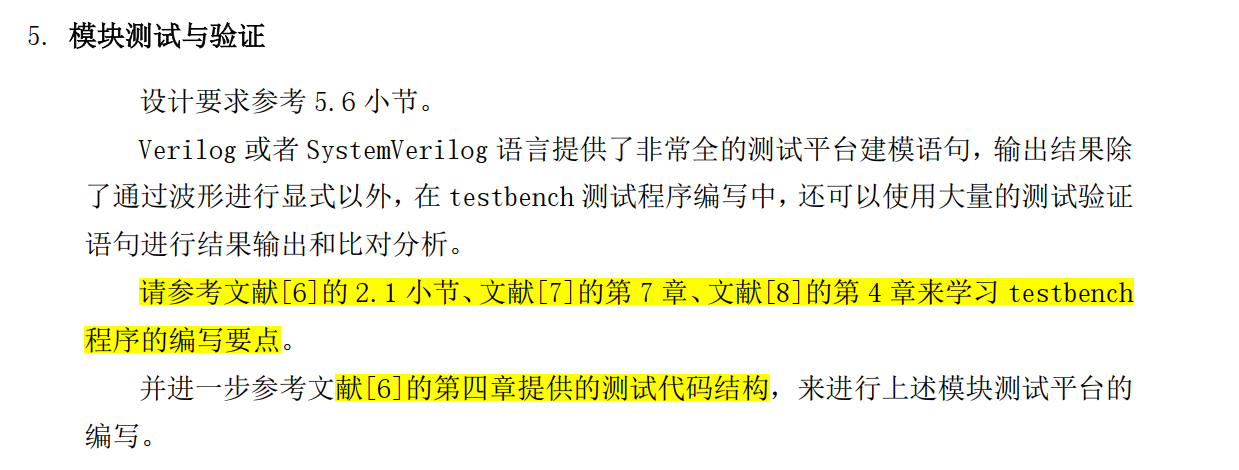 5. 模块测试与验证
设计要求参考 5.6 小节。
Verilog 或者 SystemVerilog 语言提供了非常全的测试平台建模语句，输出结果除
了通过波形进行显式以外，在 testbench 测试程序编写中，还可以使用大量的测试验证
语句进行结果输出和比对分析。
请参考文献[6]的 2.1 小节、文献[7]的第 7 章、文献[8]的第 4 章来学习 testbench
程序的编写要点。
并进一步参考文献[6]的第四章提供的测试代码结构，来进行上述模块测试平台的
编写。